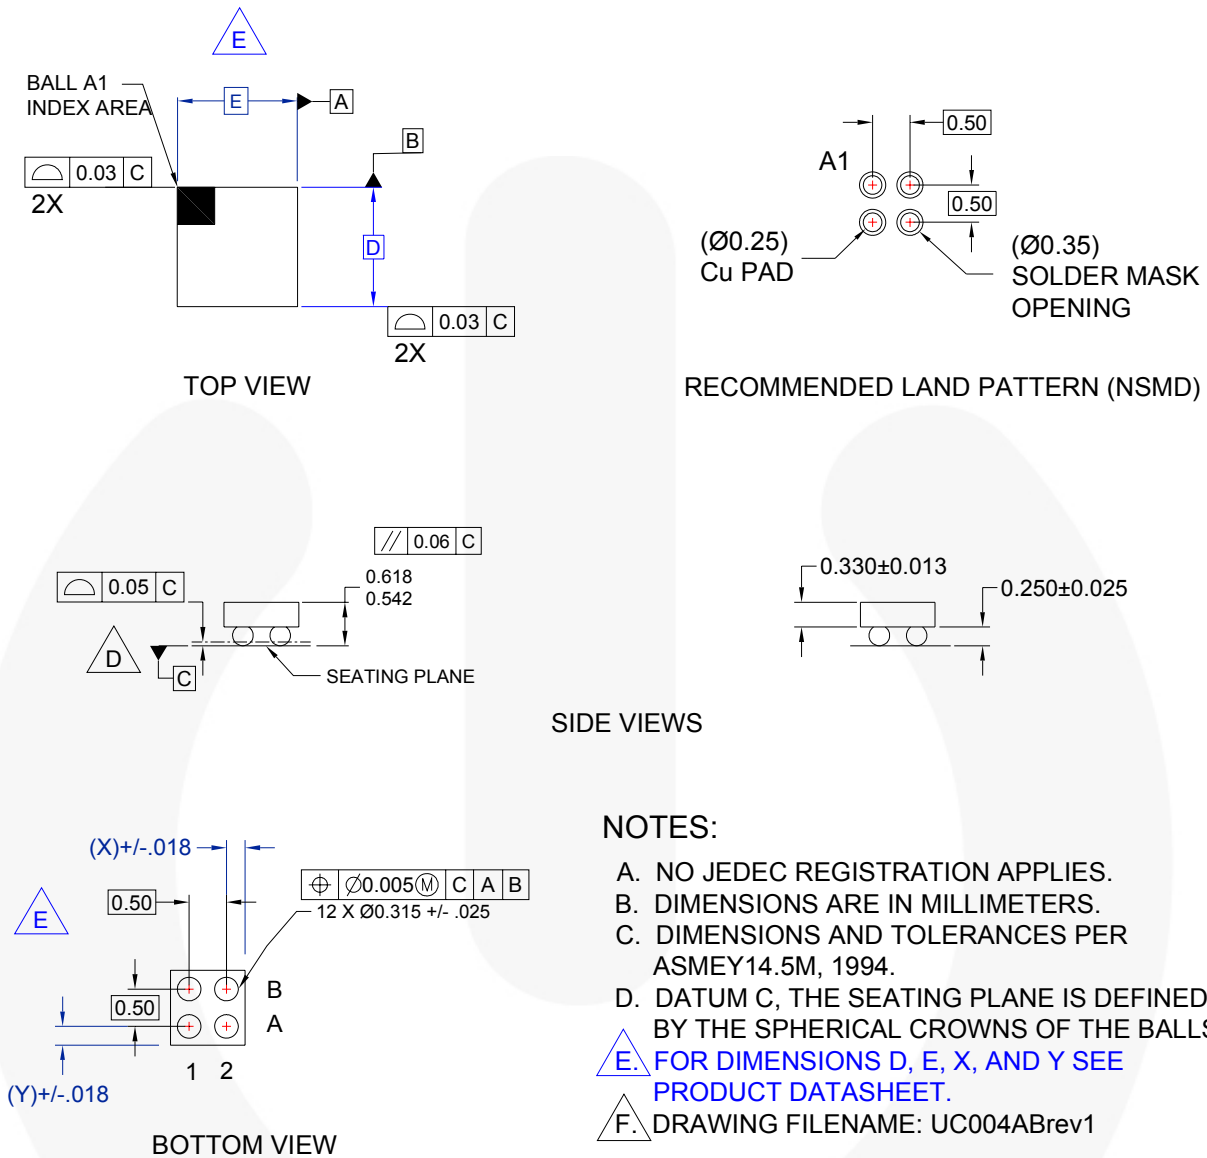 E
BALL A1
INDEX AREA
E
A
B
0.03 C
2X
D
0.03 C
2X
TOP VIEW
0.50
A1
0.50
(Ø0.25)
Cu PAD
(Ø0.35)
SOLDER MASK
OPENING
RECOMMENDED LAND PATTERN (NSMD)
// 0.06 C
0.05 C
0.618
0.542
D
C
SEATING PLANE
0.330±0.013
0.250±0.025
SIDE VIEWS
(X)+/-.018
0.50
E
Ø0.005Ⓜ C A B
12 X Ø0.315 +/- .025
0.50
B
A
1 2
(Y)+/-.018
BOTTOM VIEW
NOTES:
A. NO JEDEC REGISTRATION APPLIES.
B. DIMENSIONS ARE IN MILLIMETERS.
C. DIMENSIONS AND TOLERANCES PER
ASMEY14.5M, 1994.
D. DATUM C, THE SEATING PLANE IS DEFINED
BY THE SPHERICAL CROWNS OF THE BALLS
E. FOR DIMENSIONS D, E, X, AND Y SEE
PRODUCT DATASHEET.
F. DRAWING FILENAME: UC004ABrev1